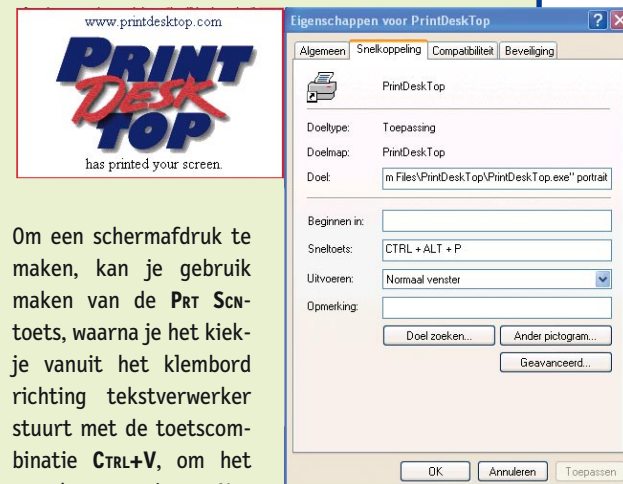 www.printdesktop.com
PRINT
DESK
TOP
has printed your screen.
Om een schermafdruk te
maken, kan je gebruik
maken van de PRT SCN-
toets, waarna je het kiek-
je vanuit het klembord
richting tekstverwerker
stuurt met de toetscom-
binatie CTRL+V, om het
Eigenschappen voor PrintDeskTop
Algemeen Snelkoppeling Compatibiliteit Beveiliging
PrintDeskTop
Doeltype: Toepassing
Doelmap: PrintDeskTop
Doel: m Files\PrintDeskTop\PrintDeskTop.exe" portrait
Beginnen in:
Sneltoets: CTRL + ALT + P
Uitvoeren: Normaal venster
Opmerking:
Doel zoeken... Ander pictogram...
Geavanceerd...
OK Annuleren Toepassen